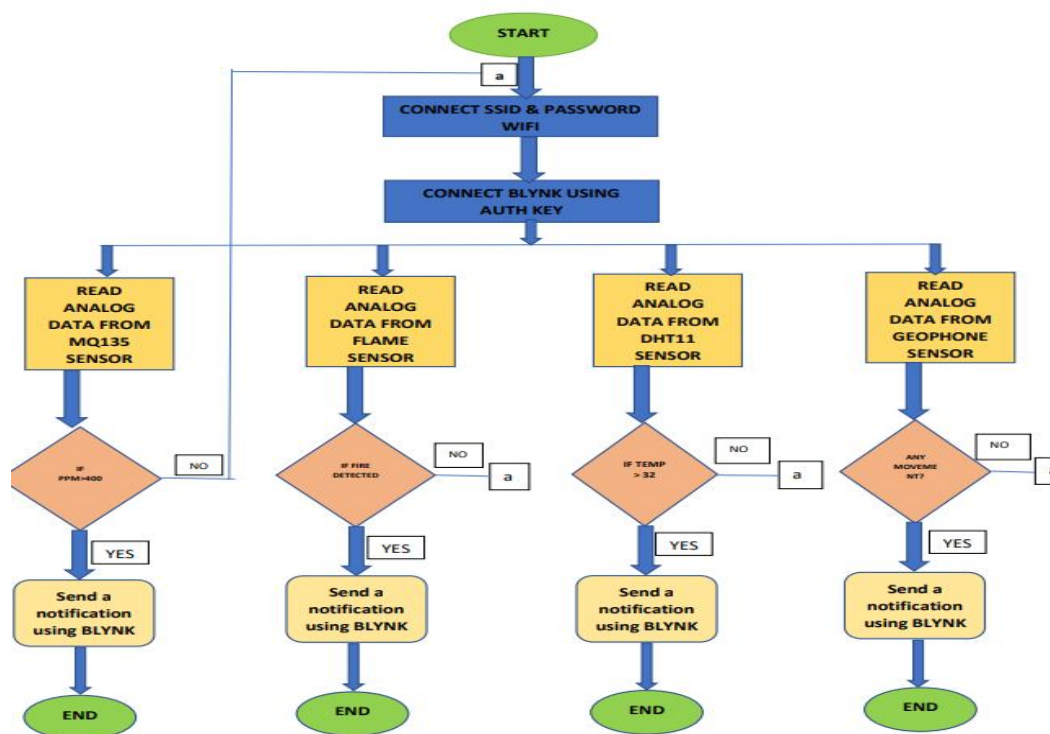 START
a
CONNECT SSID & PASSWORD
WIFI
CONNECT BLYNK USING
AUTH KEY
READ
ANALOG
DATA FROM
MQ135
SENSOR
READ
ANALOG
DATA FROM
FLAME
SENSOR
READ
ANALOG
DATA FROM
DHT11
SENSOR
READ
ANALOG
DATA FROM
GEOPHONE
SENSOR
IF
PPM>400
NO
IF FIRE
DETECTED
NO
a
IF TEMP
> 32
NO
a
ANY
MOVEME
NT?
NO
a
YES
YES
YES
YES
Send a
notification
using BLYNK
Send a
notification
using BLYNK
Send a
notification
using BLYNK
Send a
notification
using BLYNK
END
END
END
END